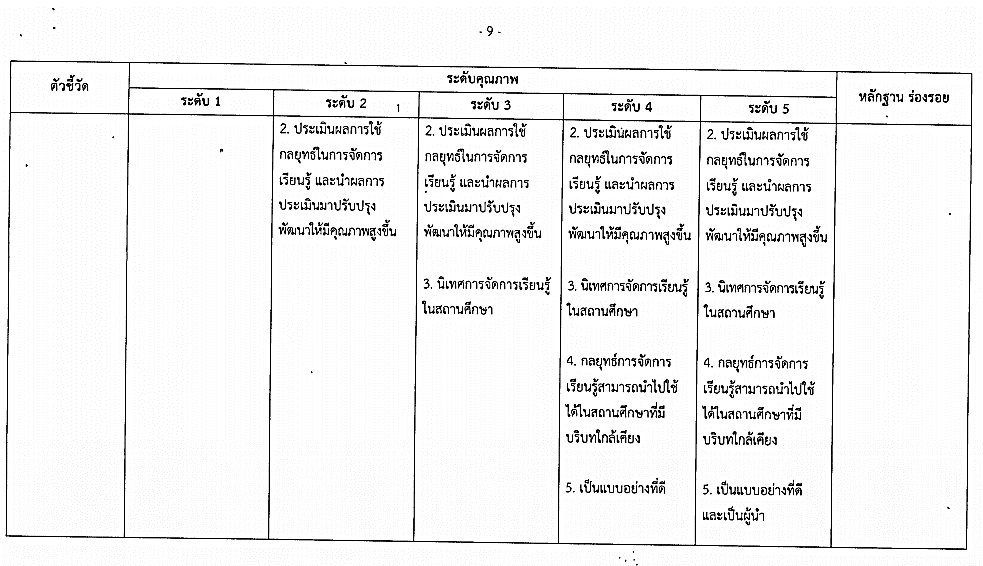 - 9 -
ตัวชี้วัด
ระดับคุณภาพ
หลักฐาน ร่องรอย
ระดับ 1
ระดับ 2
ระดับ 3
ระดับ 4
ระดับ 5
2. ประเมินผลการใช้
กลยุทธ์ในการจัดการ
เรียนรู้ และนำผลการ
ประเมินมาปรับปรุง
พัฒนาให้มีคุณภาพสูงขึ้น
2. ประเมินผลการใช้
กลยุทธ์ในการจัดการ
เรียนรู้ และนำผลการ
ประเมินมาปรับปรุง
พัฒนาให้มีคุณภาพสูงขึ้น
3. นิเทศการจัดการเรียนรู้
ในสถานศึกษา
2. ประเมินผลการใช้
กลยุทธ์ในการจัดการ
เรียนรู้ และนำผลการ
ประเมินมาปรับปรุง
พัฒนาให้มีคุณภาพสูงขึ้น
3. นิเทศการจัดการเรียนรู้
ในสถานศึกษา
4. กลยุทธ์การจัดการ
เรียนรู้สามารถนำไปใช้
ได้ในสถานศึกษาที่มี
บริบทใกล้เคียง
5. เป็นแบบอย่างที่ดี
2. ประเมินผลการใช้
กลยุทธ์ในการจัดการ
เรียนรู้ และนำผลการ
ประเมินมาปรับปรุง
พัฒนาให้มีคุณภาพสูงขึ้น
3. นิเทศการจัดการเรียนรู้
ในสถานศึกษา
4. กลยุทธ์การจัดการ
เรียนรู้สามารถนำไปใช้
ได้ในสถานศึกษาที่มี
บริบทใกล้เคียง
5. เป็นแบบอย่างที่ดี
และเป็นผู้นำ